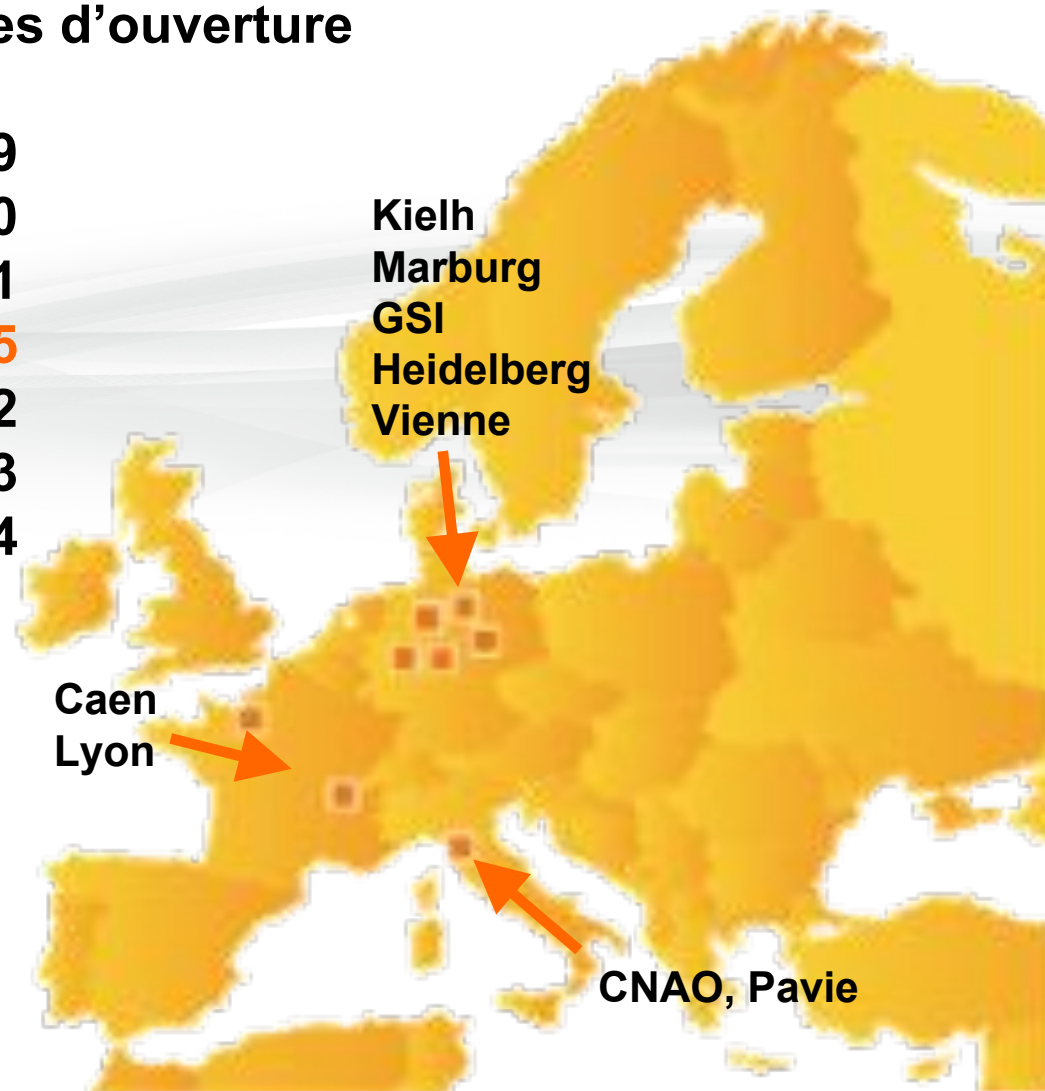 es d’ouverture
9
0
1
5
2
3
4
Kielh
Marburg
GSI
Heidelberg
Vienne
Caen
Lyon
CNAO, Pavie